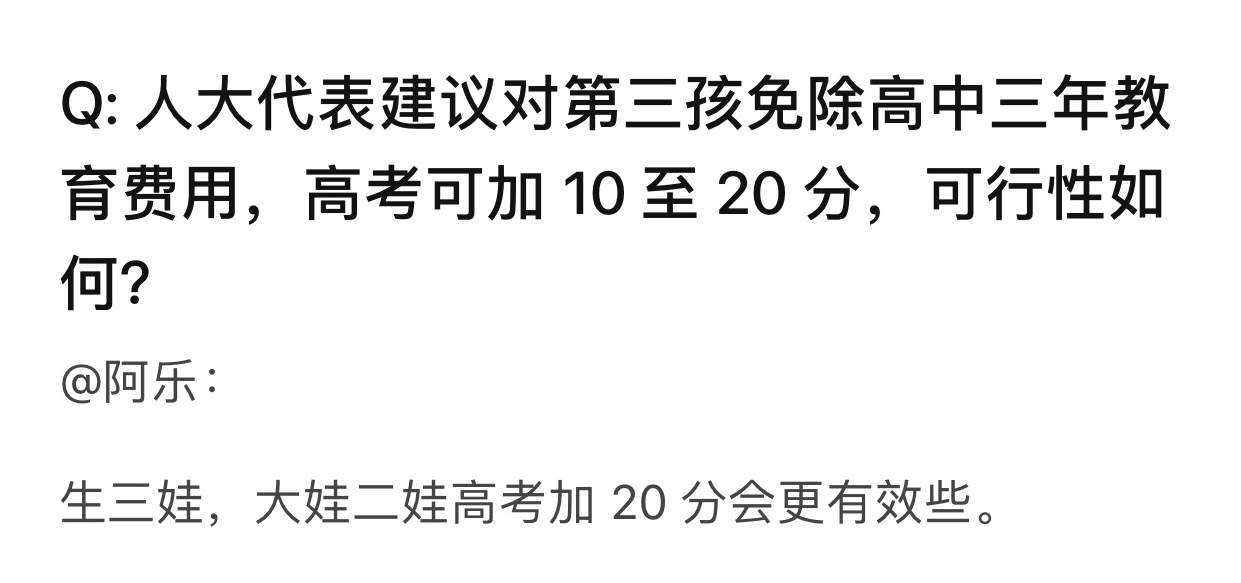 Q: 人大代表建议对第三孩免除高中三年教
育费用，高考可加 10 至 20 分，可行性如
何?
@阿乐：
生三娃，大娃二娃高考加 20 分会更有效些。